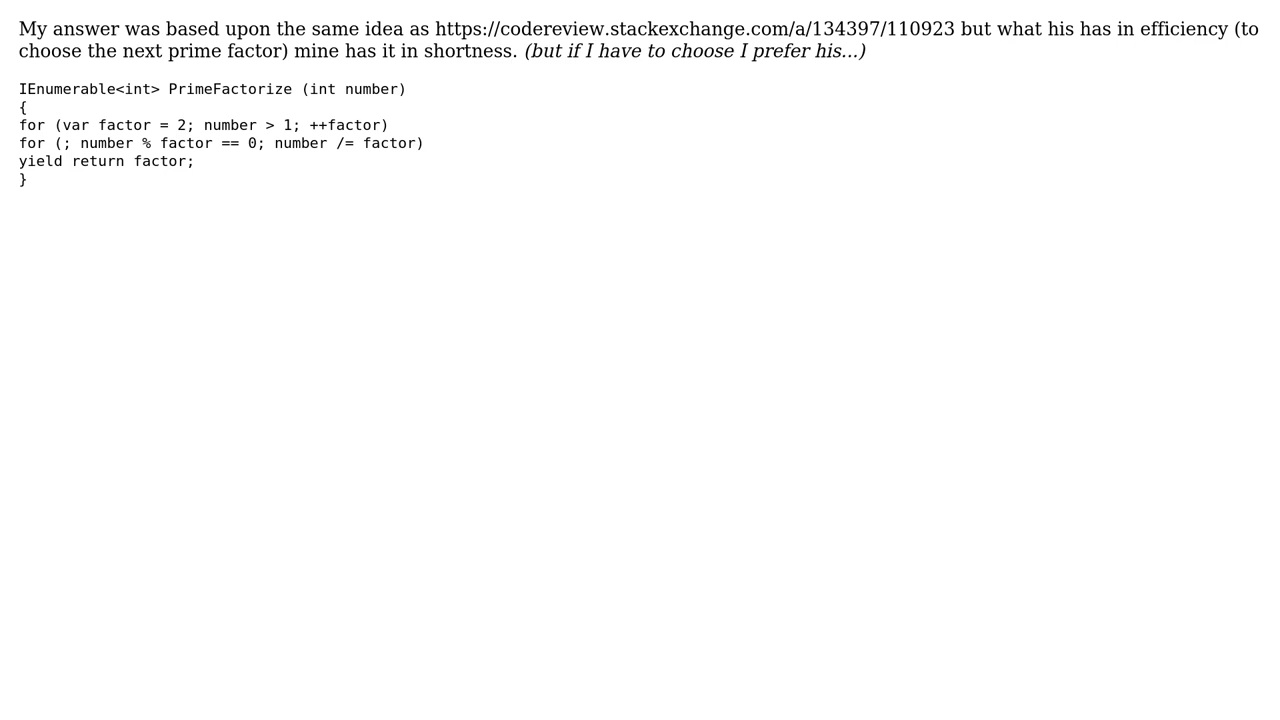 My answer was based upon the same idea as https://codereview.stackexchange.com/a/134397/110923 but what his has in efficiency (to
choose the next prime factor) mine has it in shortness. (but if I have to choose I prefer his...)
IEnumerable<int> PrimeFactorize (int number)
{
for (var factor = 2; number > 1; ++factor)
for (; number % factor == 0; number /= factor)
yield return factor;
}